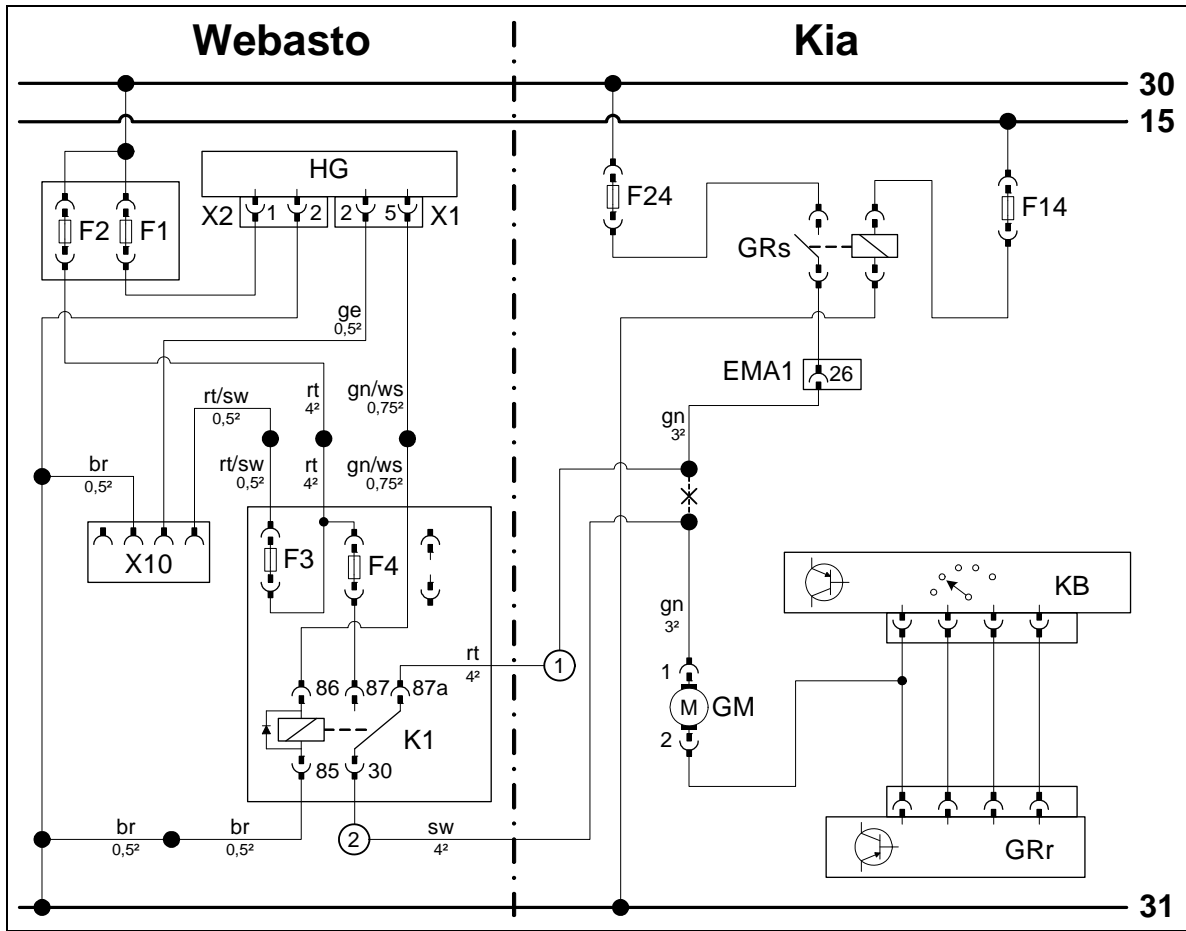 Webasto
Kia
30
15
HG
F2
F1
X2
1
2
2
5
X1
F24
GRs
F14
ge
0,5²
EMA1
26
rt/sw
0,5²
rt
4²
gn/ws
0,75²
gn
3²
br
0,5²
rt/sw
0,5²
rt
4²
gn/ws
0,75²
X10
F3
F4
KB
gn
3²
rt
4²
1
86
87
87a
1
M
GM
2
K1
85
30
br
0,5²
br
0,5²
2
sw
4²
GRr
31